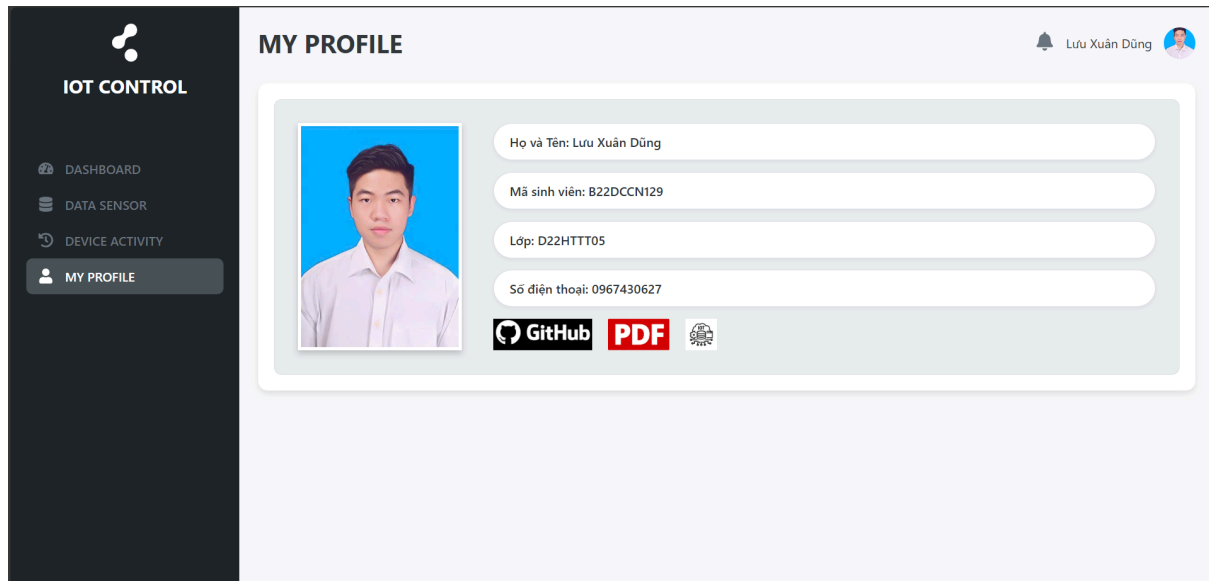 IOT CONTROL
DASHBOARD
DATA SENSOR
DEVICE ACTIVITY
MY PROFILE
MY PROFILE
Lưu Xuân Dũng
Họ và Tên: Lưu Xuân Dũng
Mã sinh viên: B22DCCN129
Lớp: D22HTTT05
Số điện thoại: 0967430627
GitHub PDF IOT